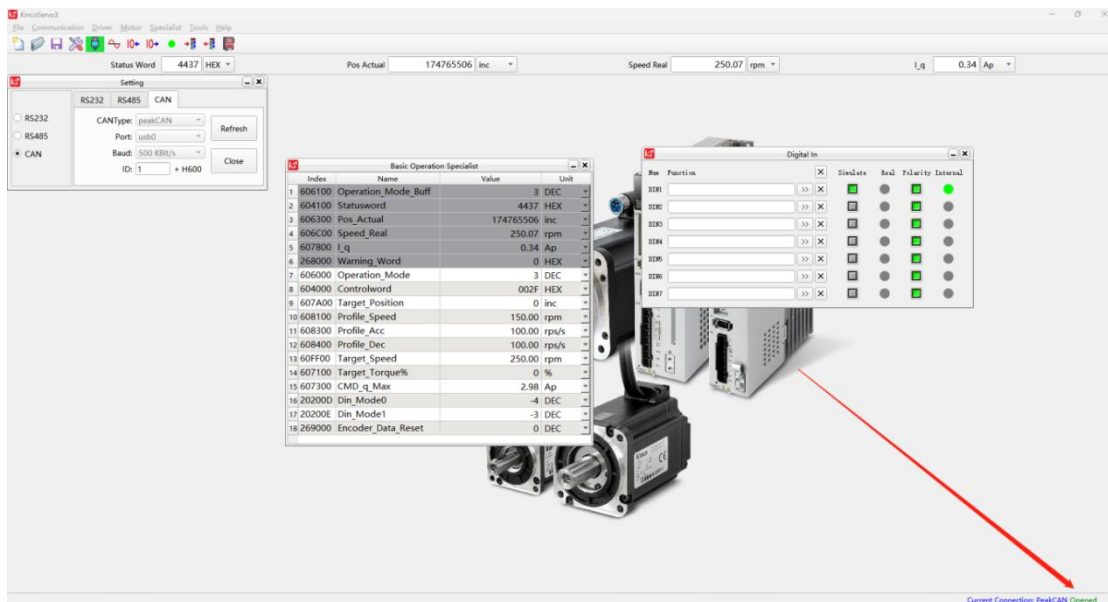 KincoServo3
File Communication Driver Motor Specialist Tools Help
Status Word 4437 HEX
Pos Actual 174765506 inc
Speed Real 250.07 rpm
I_q 0.34 Ap
Setting
RS232 RS485 CAN
RS232
RS485
CAN
CANType: peakCAN
Port: usb0
Baud: 500 KBit/s
ID: 1 + H600
Refresh
Close
Basic Operation Specialist
Index Name Value Unit
1 606100 Operation_Mode_Buff 3 DEC
2 604100 Statusword 4437 HEX
3 606300 Pos_Actual 174765506 inc
4 606C00 Speed_Real 250.07 rpm
5 607800 I_q 0.34 Ap
6 268000 Warning_Word 0 HEX
7 606000 Operation_Mode 3 DEC
8 604000 Controlword 002F HEX
9 607A00 Target_Position 0 inc
10 608100 Profile_Speed 150.00 rpm
11 608300 Profile_Acc 100.00 rps/s
12 608400 Profile_Dec 100.00 rps/s
13 60FF00 Target_Speed 250.00 rpm
14 607100 Target_Torque% 0 %
15 607300 CMD_q_Max 2.98 Ap
16 20200D Din_Mode0 -4 DEC
17 20200E Din_Mode1 -3 DEC
18 269000 Encoder_Data_Reset 0 DEC
Digital In
Num Function Simulate Real Polarity Internal
DIN1 >>
DIN2 >>
DIN3 >>
DIN4 >>
DIN5 >>
DIN6 >>
DIN7 >>
Kinco
CE
Current Connection: PeakCAN Opened